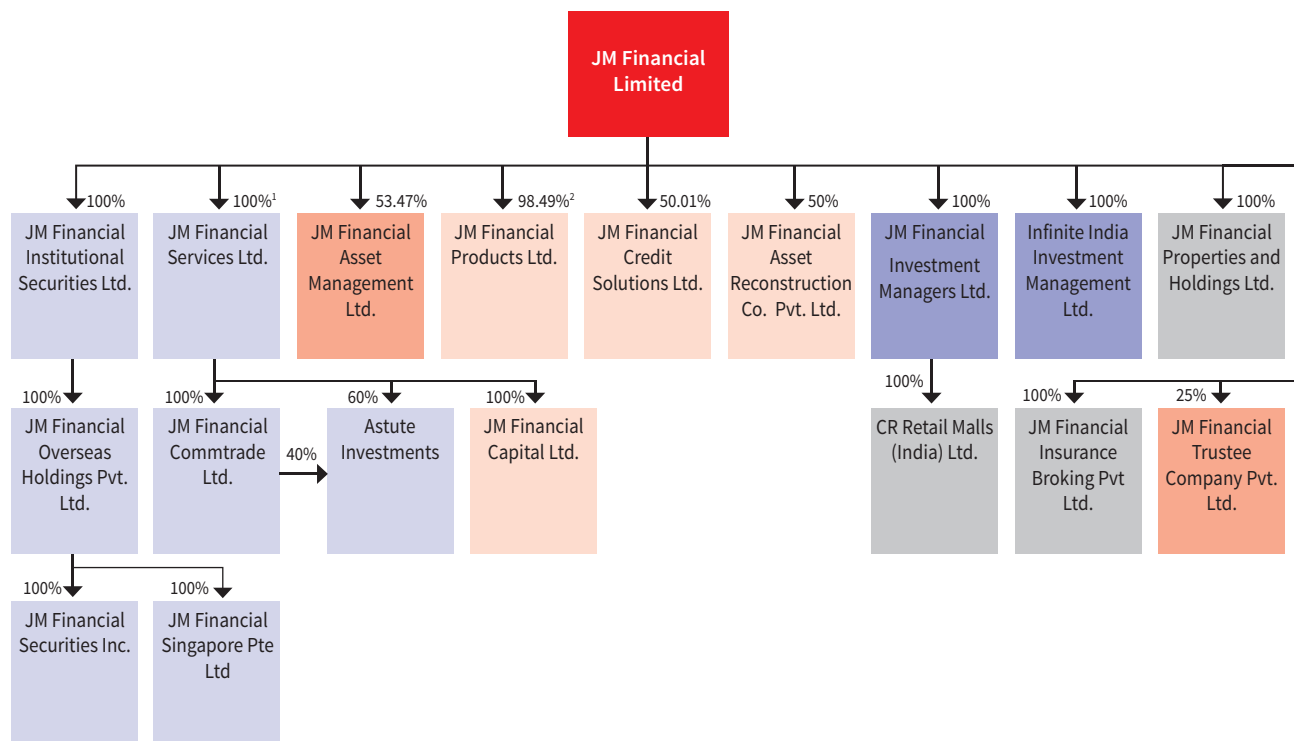 JM Financial
Limited
100%
100%1
53.47%
98.49%2
50.01%
50%
100%
100%
100%
JM Financial
Institutional
Securities Ltd.
JM Financial
Services Ltd.
JM Financial
Asset
Management
Ltd.
JM Financial
Products Ltd.
JM Financial
Credit
Solutions Ltd.
JM Financial
Asset
Reconstruction
Co. Pvt. Ltd.
JM Financial
Investment
Managers Ltd.
Infinite India
Investment
Management
Ltd.
JM Financial
Properties and
Holdings Ltd.
100%
100%
60%
100%
100%
100%
25%
JM Financial
Overseas
Holdings Pvt.
Ltd.
JM Financial
Commtrade
Ltd.
40%
Astute
Investments
JM Financial
Capital Ltd.
CR Retail Malls
(India) Ltd.
JM Financial
Insurance
Broking Pvt
Ltd.
JM Financial
Trustee
Company Pvt.
Ltd.
100%
100%
JM Financial
Securities Inc.
JM Financial
Singapore Pte
Ltd